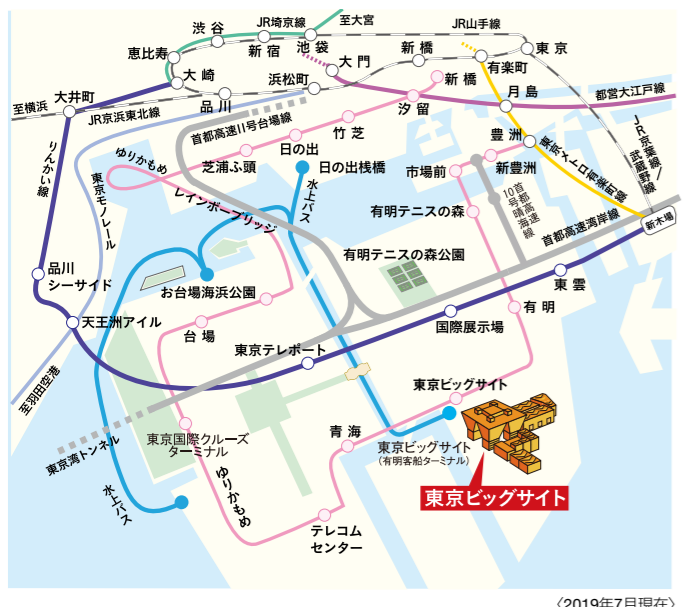 渋谷
JR埼京線
至大宮
JR山手線
恵比寿
新宿
池袋
大門
新橋
東京
有楽町
大崎
浜松町
新橋
大井町
品川
汐留
月島
都営大江戸線
至横浜
JR京浜東北線
首都高速11号台場線
竹芝
日の出
豊洲
東京メトロ有楽町線
JR京葉線/
武蔵野線
りんかい線
ゆりかもめ
芝浦ふ頭
日の出桟橋
市場前
新豊洲
東京モノレール
レインボーブリッジ
水上バス
有明テニスの森
首都高速
10号晴海線
首都高速湾岸線
新木場
有明テニスの森公園
品川
シーサイド
お台場海浜公園
東雲
天王洲アイル
台場
国際展示場
有明
東京テレポート
至羽田空港
東京ビッグサイト
東京湾トンネル
東京国際クルーズ
ターミナル
青海
東京ビッグサイト
(有明客船ターミナル)
水上バス
ゆりかもめ
東京ビッグサイト
テレコム
センター
〈2019年7月現在〉